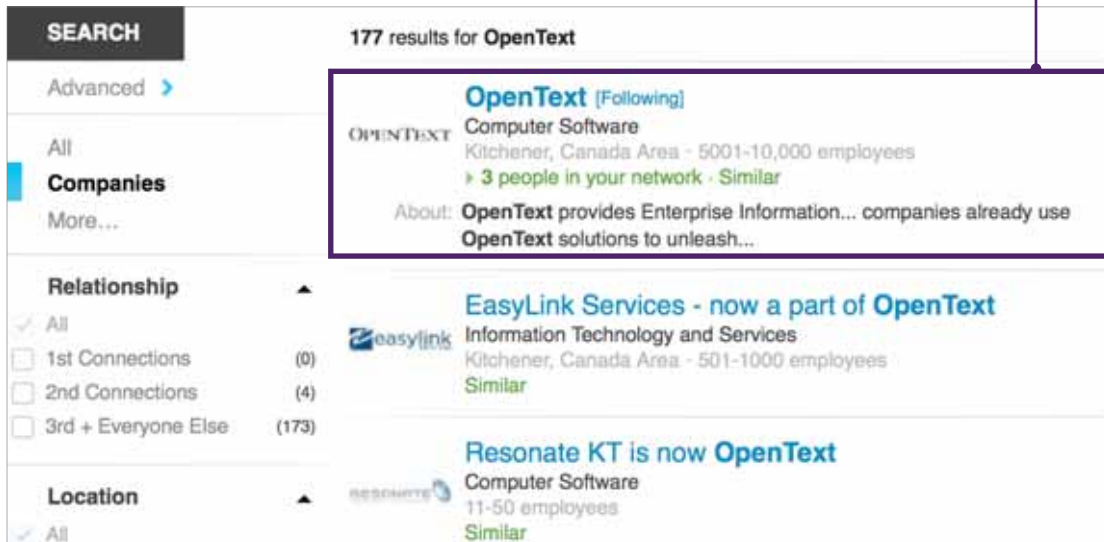 SEARCH
Advanced >
All
Companies
More...
Relationship
All
1st Connections (0)
2nd Connections (4)
3rd + Everyone Else (173)
Location
All
177 results for OpenText
OPENTEXT
OpenText [Following]
Computer Software
Kitchener, Canada Area · 5001-10,000 employees
3 people in your network · Similar
About: OpenText provides Enterprise Information... companies already use
OpenText solutions to unleash...
easylink
EasyLink Services - now a part of OpenText
Information Technology and Services
Kitchener, Canada Area · 501-1000 employees
Similar
RESONATE
Resonate KT is now OpenText
Computer Software
11-50 employees
Similar